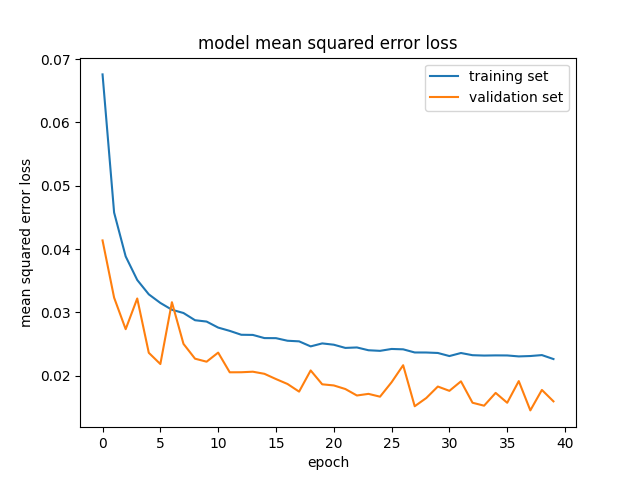 model mean squared error loss
training set
validation set
mean squared error loss
0.07
0.06
0.05
0.04
0.03
0.02
0 5 10 15 20 25 30 35 40
epoch